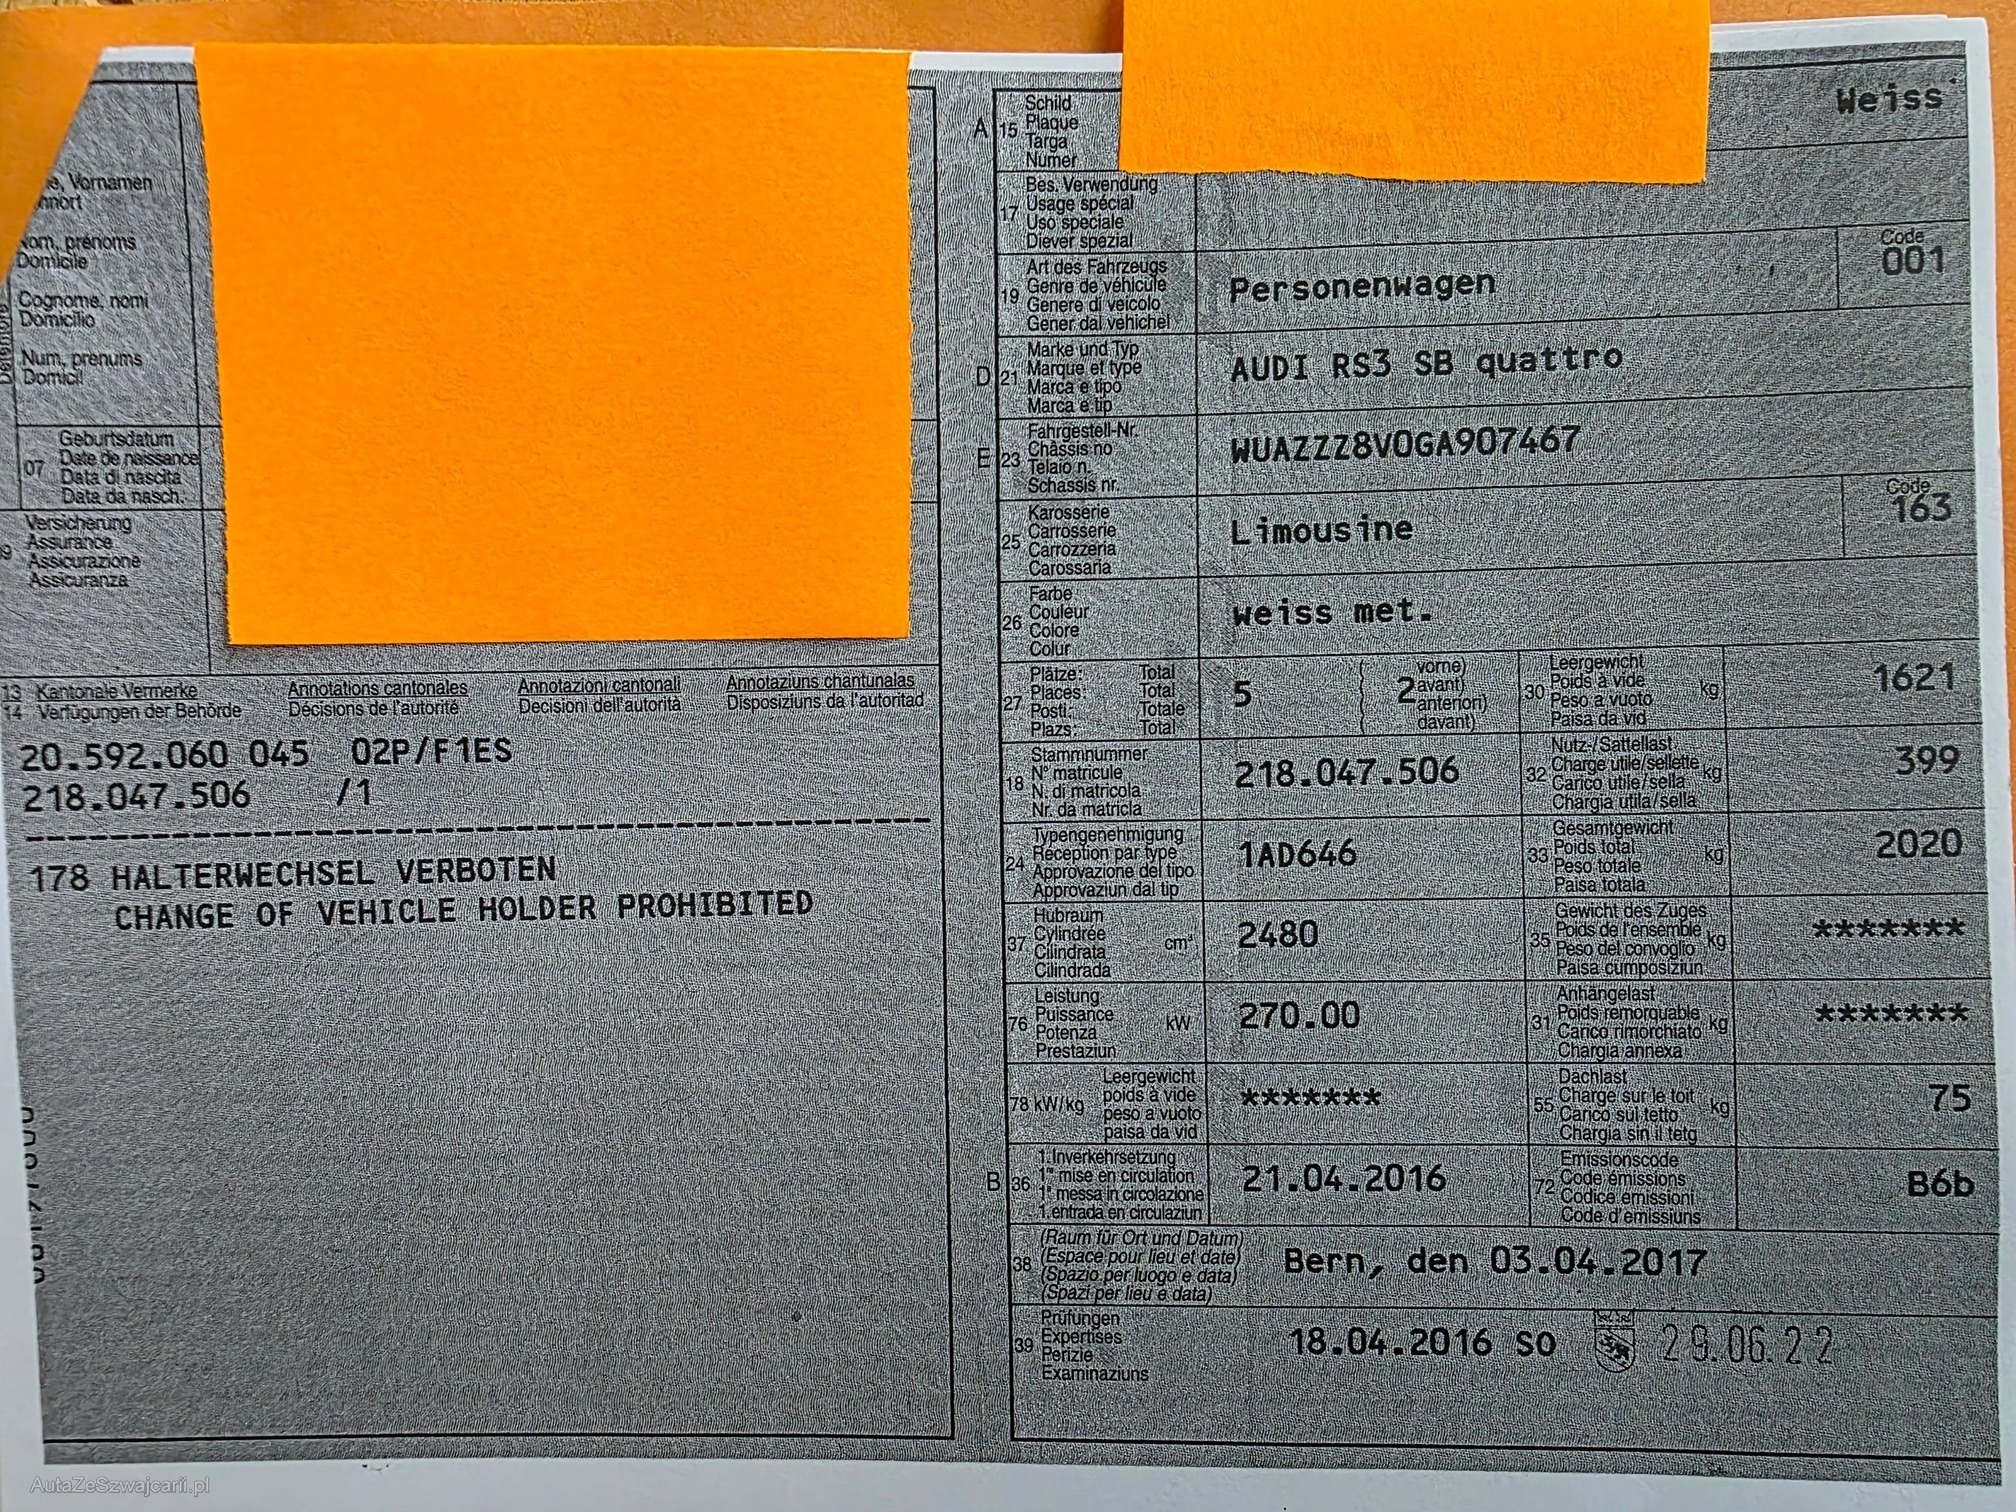 e, Vornamen
hnort
om, prénoms
Domicile
Cognome, nomi
Domicilio
Num, prenums
Domicil
07 Geburtsdatum
Date de naissance
Data di nascita
Data da nasch.
9 Versicherung
Assurance
Assicurazione
Assicuranza
13 Kantonale Vermerke Annotations cantonales Annotazioni cantonali Annotaziuns chantunalas
14 Verfügungen der Behörde Décisions de l'autorité Decisioni dell'autorità Disposiziuns da l'autoritad
20.592.060 045 02P/F1ES
218.047.506 /1
178 HALTERWECHSEL VERBOTEN
CHANGE OF VEHICLE HOLDER PROHIBITED
A 15 Schild
Plaque
Targa
Numer
Weiss
17 Bes. Verwendung
Usage spécial
Uso speciale
Diever spezial
19 Art des Fahrzeugs
Genre de véhicule
Genere di veicolo
Gener dal vehichel
Personenwagen
Code
001
D 21 Marke und Typ
Marque et type
Marca e tipo
Marca e tip
AUDI RS3 SB quattro
E 23 Fahrgestell-Nr.
Châssis no
Telaio n.
Schassis nr.
WUAZZZ8V0GA907467
25 Karosserie
Carrosserie
Carrozzeria
Carossaria
Limousine
Code
163
26 Farbe
Couleur
Colore
Colur
weiss met.
27 Plätze: Total
Places: Total
Posti: Totale
Plazs: Total
5 ( 2 vorne)
avant)
anteriori)
davant)
30 Leergewicht
Poids à vide
Peso a vuoto
Paisa da vid
kg 1621
18 Stammnummer
N° matricule
N. di matricola
Nr. da matricla
218.047.506
32 Nutz-/Sattellast
Charge utile/sellette
Carico utile/sella
Chargia utila/sella
kg 399
24 Typengenehmigung
Réception par type
Approvazione del tipo
Approvaziun dal tip
1AD646
33 Gesamtgewicht
Poids total
Peso totale
Paisa totala
kg 2020
37 Hubraum
Cylindrée
Cilindrata
Cilindrada
cm³ 2480
35 Gewicht des Zuges
Poids de l'ensemble
Peso del convoglio
Paisa cumposiziun
kg *******
76 Leistung
Puissance
Potenza
Prestaziun
kW 270.00
31 Anhängelast
Poids remorquable
Carico rimorchiato
Chargia annexa
kg *******
78 kW/kg Leergewicht
poids à vide
peso a vuoto
paisa da vid
*******
55 Dachlast
Charge sur le toit
Carico sul tetto
Chargia sin il tetg
kg 75
B 36 1. Inverkehrsetzung
1re mise en circulation
1a messa in circolazione
1. entrada en circulaziun
21.04.2016
72 Emissionscode
Code émissions
Codice emissioni
Code d'emissiuns
B6b
38 (Raum für Ort und Datum)
(Espace pour lieu et date)
(Spazio per luogo e data)
(Spazi per lieu e data)
Bern, den 03.04.2017
39 Prüfungen
Expertises
Perizie
Examinaziuns
18.04.2016 SO 29.06.22
AutaZeSzwajcarii.pl